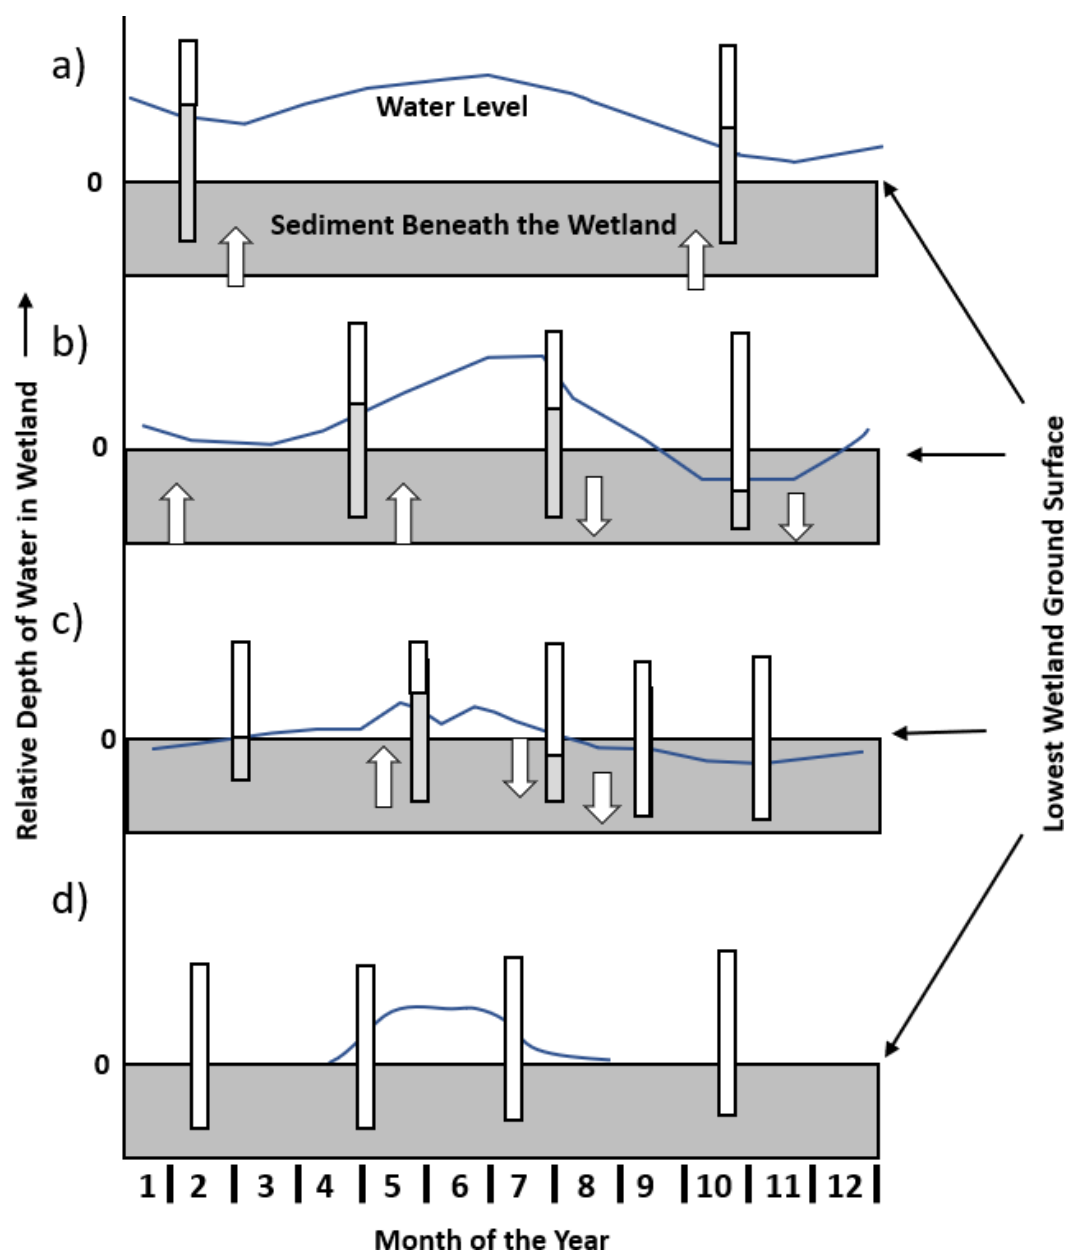 a)
Water Level
0
Sediment Beneath the Wetland
b)
0
c)
0
d)
0
1 2 3 4 5 6 7 8 9 10 11 12
Month of the Year
Relative Depth of Water in Wetland
Lowest Wetland Ground Surface